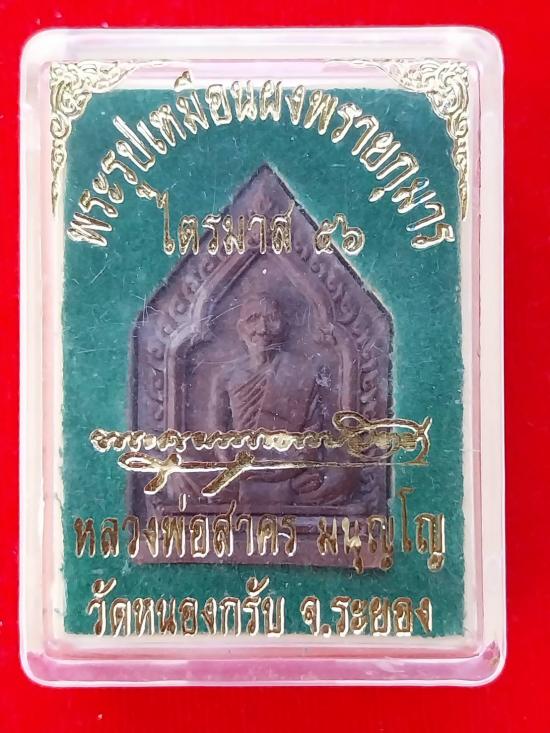 พระรูปเหมือนผงพรายกุมาร
ไตรมาส ๕๖
หลวงพ่อสาคร มนุญโญ
วัดหนองกรับ จ.ระยอง